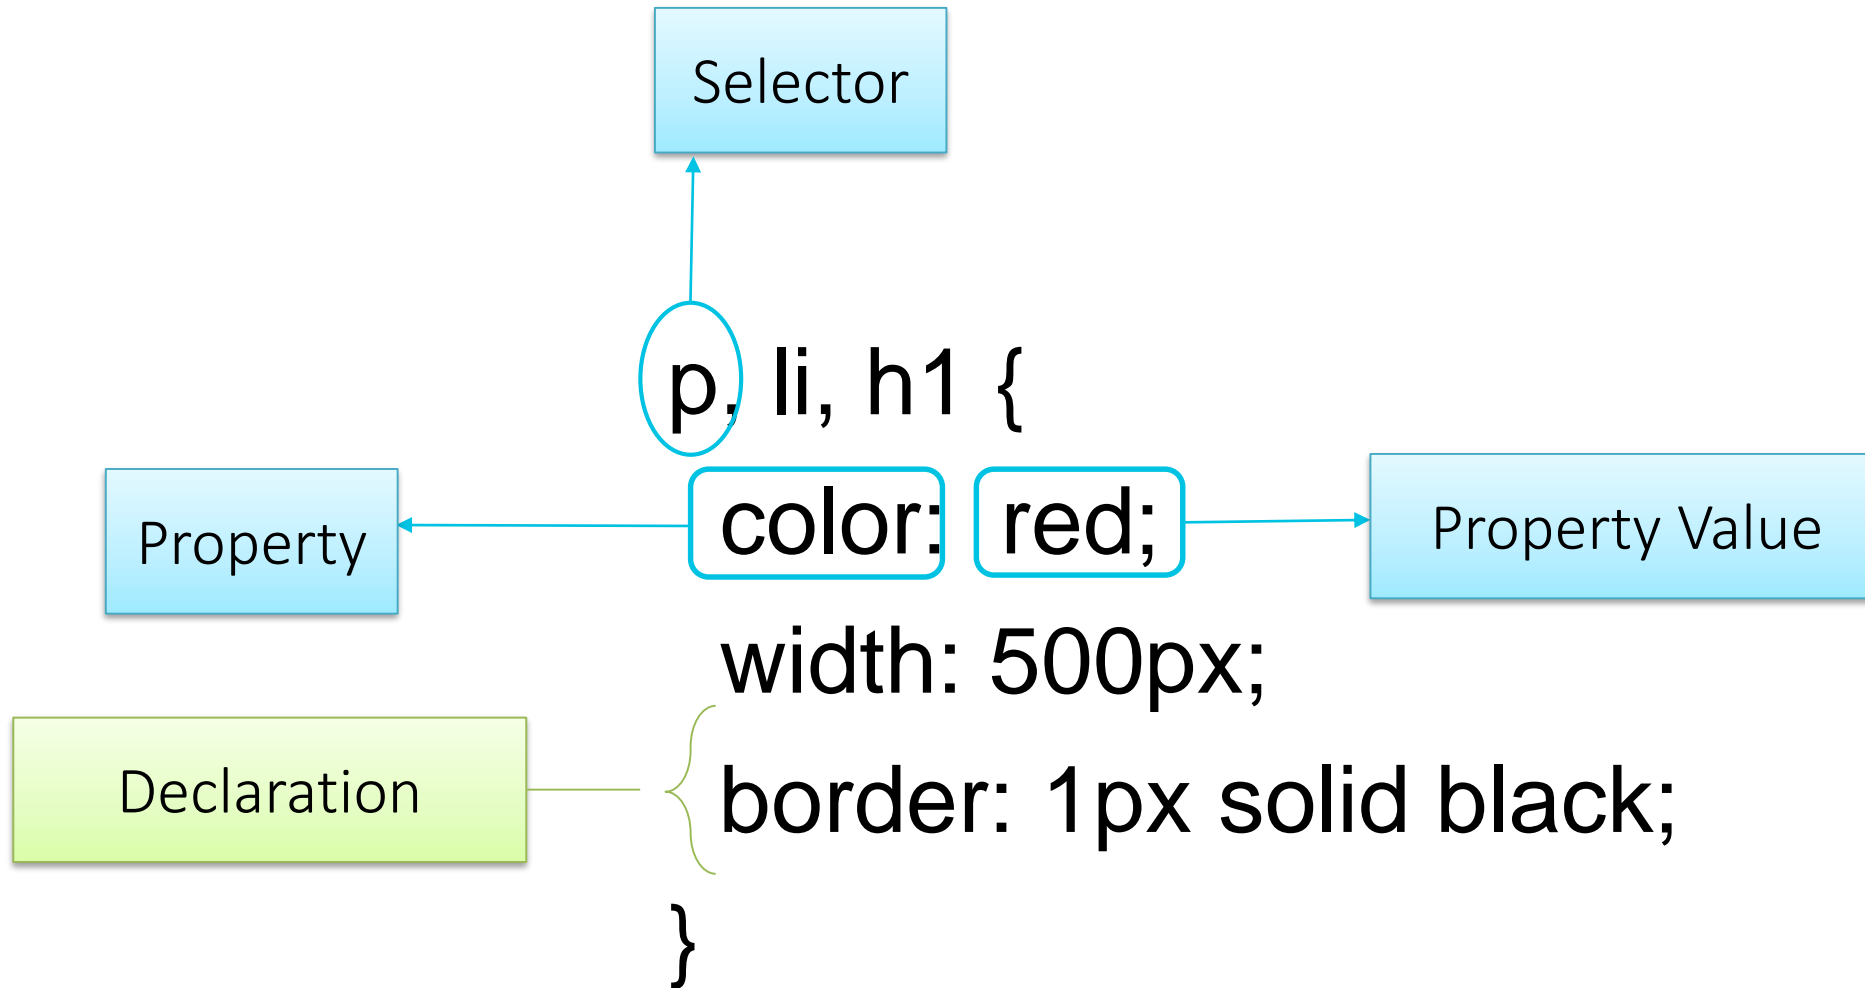 Selector
p, li, h1 {
Property
color: red;
Property Value
width: 500px;
Declaration
border: 1px solid black;
}